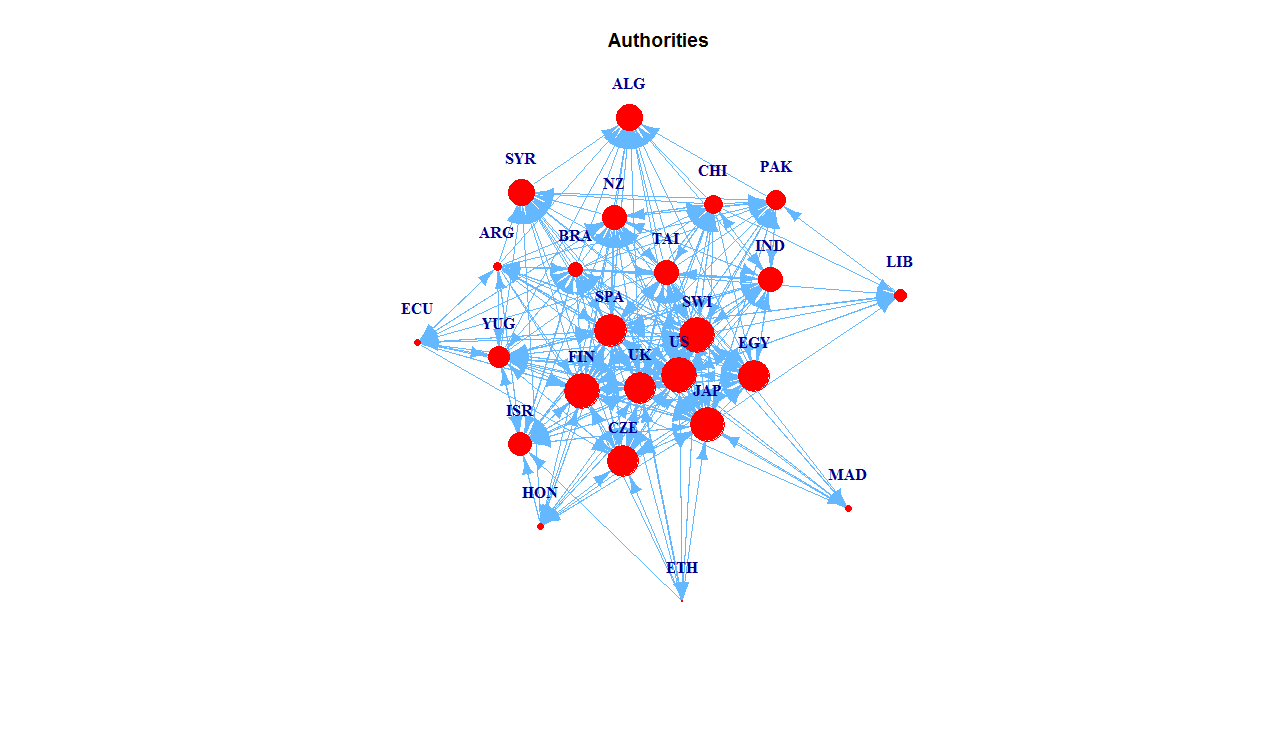 Authorities
ALG
SYR
CHI
PAK
NZ
ARG
BRA
TAI
IND
LIB
ECU
SPA
SWI
YUG
FIN
UK
US
EGY
JAP
ISR
CZE
MAD
HON
ETH